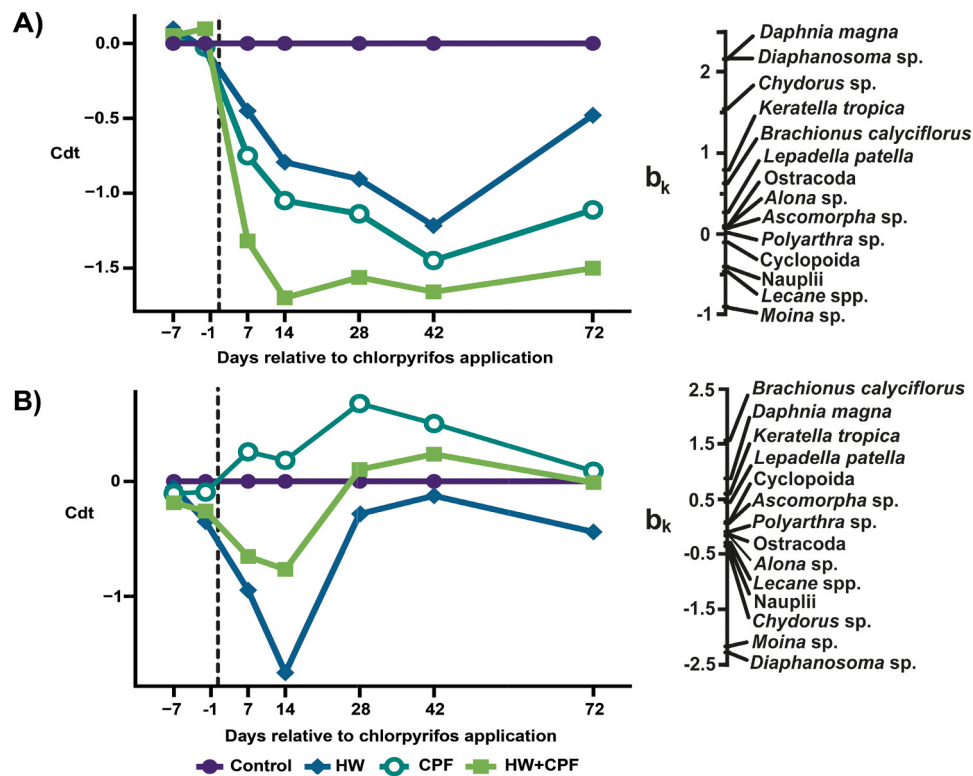 A)
0.0
−0.5
−1.0
−1.5
Cdt
−7
-1
7
14
28
42
72
Days relative to chlorpyrifos application
2
1
0
-1
bk
Daphnia magna
Diaphanosoma sp.
Chydorus sp.
Keratella tropica
Brachionus calyciflorus
Lepadella patella
Ostracoda
Alona sp.
Ascomorpha sp.
Polyarthra sp.
Cyclopoida
Nauplii
Lecane spp.
Moina sp.
B)
0
−1
Cdt
−7
-1
7
14
28
42
72
Days relative to chlorpyrifos application
2.5
1.5
0.5
-0.5
-1.5
-2.5
bk
Brachionus calyciflorus
Daphnia magna
Keratella tropica
Lepadella patella
Cyclopoida
Ascomorpha sp.
Polyarthra sp.
Ostracoda
Alona sp.
Lecane spp.
Nauplii
Chydorus sp.
Moina sp.
Diaphanosoma sp.
Control HW CPF HW+CPF